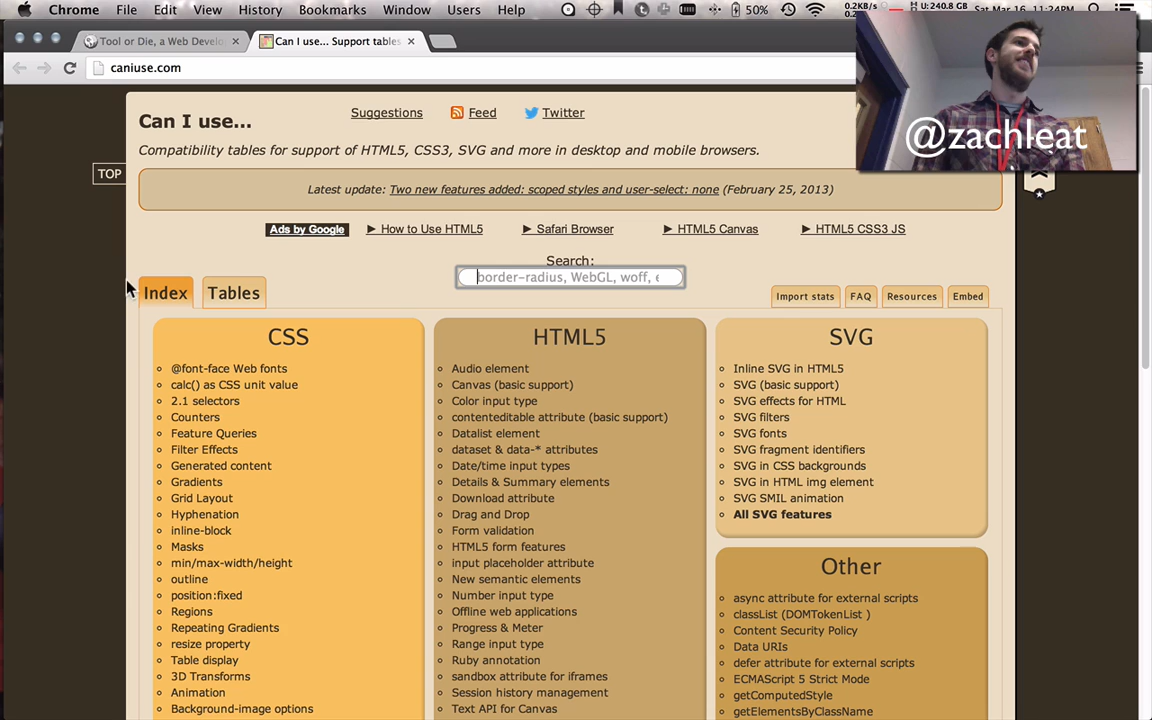 Chrome File Edit View History Bookmarks Window Users Help 50% 0.2KB/s U: 240.8 GB Sat Mar 16 11:24PM
Tool or Die, a Web Develo
Can I use... Support tables
caniuse.com
@zachleat
Can I use...
Suggestions
Feed
Twitter
Compatibility tables for support of HTML5, CSS3, SVG and more in desktop and mobile browsers.
TOP
Latest update: Two new features added: scoped styles and user-select: none (February 25, 2013)
Ads by Google
► How to Use HTML5
► Safari Browser
► HTML5 Canvas
► HTML5 CSS3 JS
Search:
border-radius, WebGL, woff, e
Index
Tables
Import stats
FAQ
Resources
Embed
CSS
@font-face Web fonts
calc() as CSS unit value
2.1 selectors
Counters
Feature Queries
Filter Effects
Generated content
Gradients
Grid Layout
Hyphenation
inline-block
Masks
min/max-width/height
outline
position:fixed
Regions
Repeating Gradients
resize property
Table display
3D Transforms
Animation
Background-image options
HTML5
Audio element
Canvas (basic support)
Color input type
contenteditable attribute (basic support)
Datalist element
dataset & data-* attributes
Date/time input types
Details & Summary elements
Download attribute
Drag and Drop
Form validation
HTML5 form features
input placeholder attribute
New semantic elements
Number input type
Offline web applications
Progress & Meter
Range input type
Ruby annotation
sandbox attribute for iframes
Session history management
Text API for Canvas
SVG
Inline SVG in HTML5
SVG (basic support)
SVG effects for HTML
SVG filters
SVG fonts
SVG fragment identifiers
SVG in CSS backgrounds
SVG in HTML img element
SVG SMIL animation
All SVG features
Other
async attribute for external scripts
classList (DOMTokenList )
Content Security Policy
Data URIs
defer attribute for external scripts
ECMAScript 5 Strict Mode
getComputedStyle
getElementsByClassName